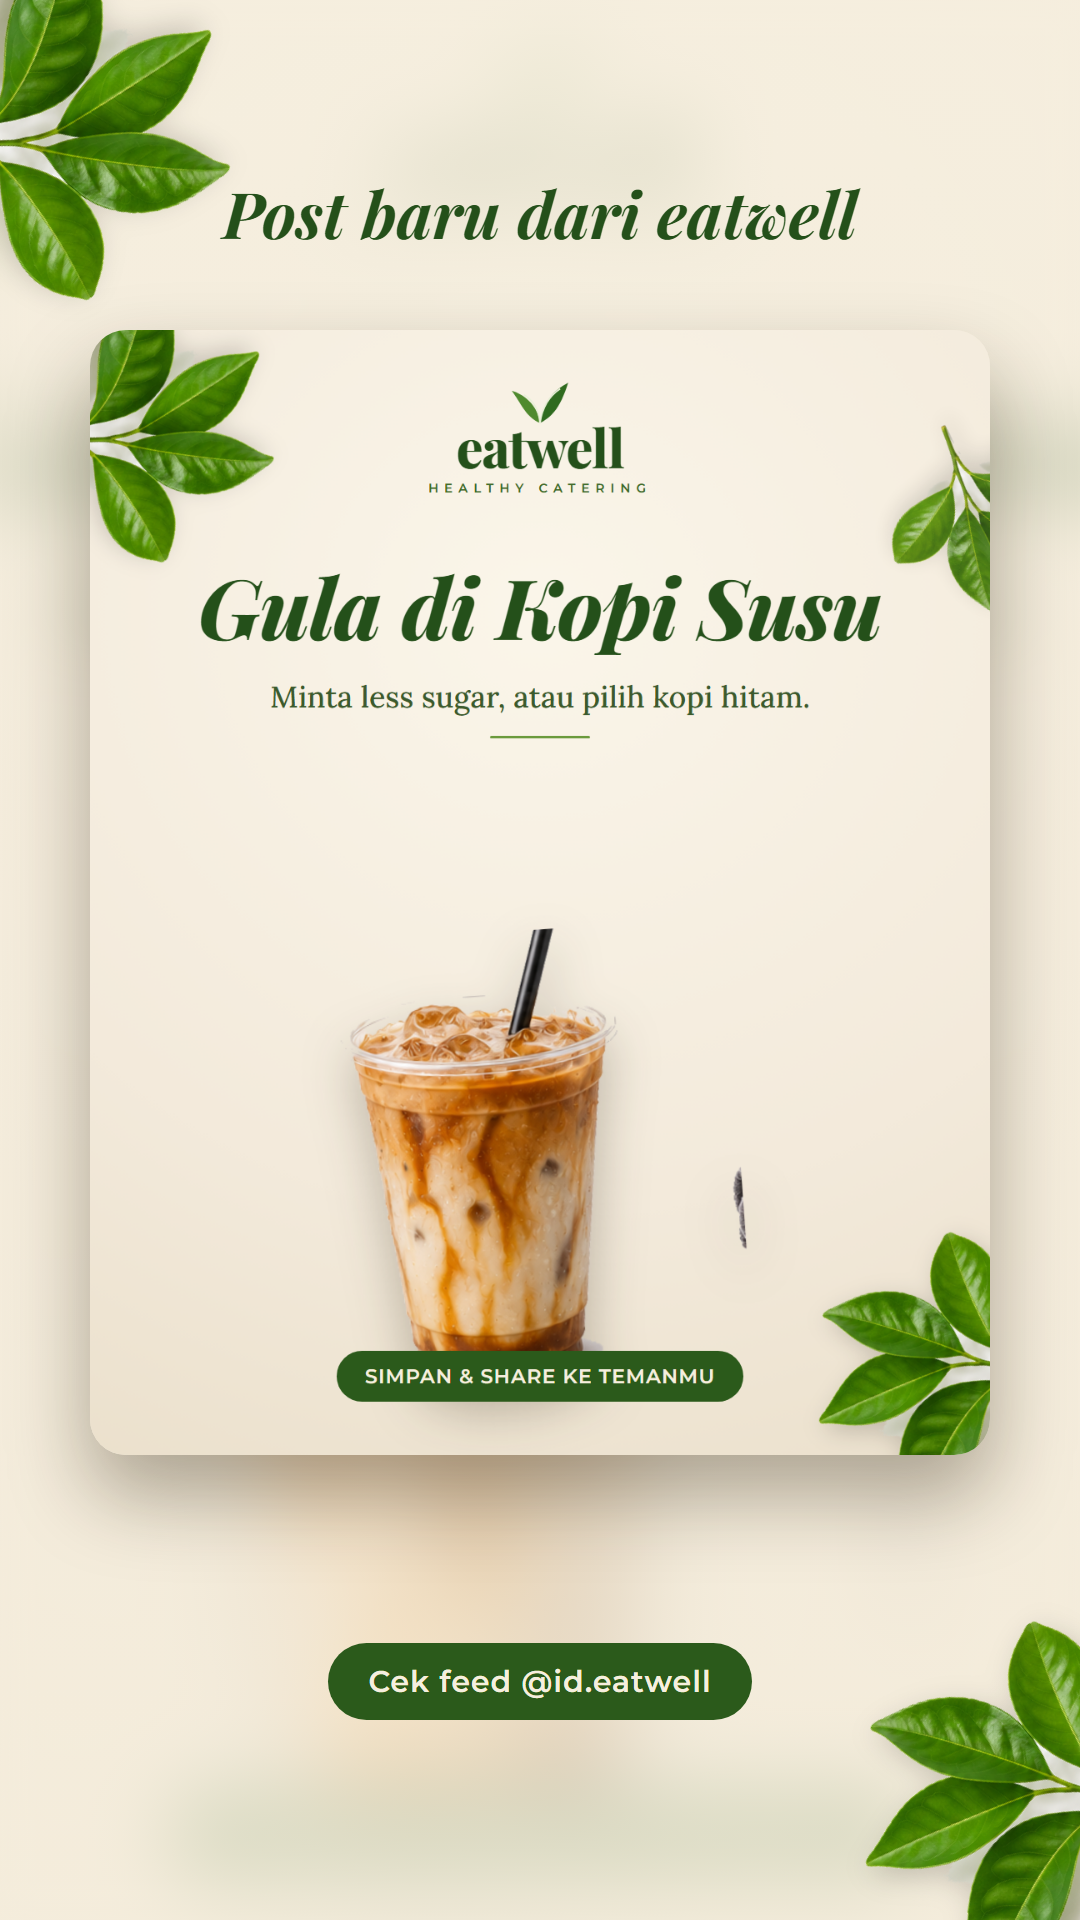 Post baru dari eatwell
eatwell
HEALTHY CATERING
Gula di Kopi Susu
Minta less sugar, atau pilih kopi hitam.
SIMPAN & SHARE KE TEMANMU
Cek feed @id.eatwell